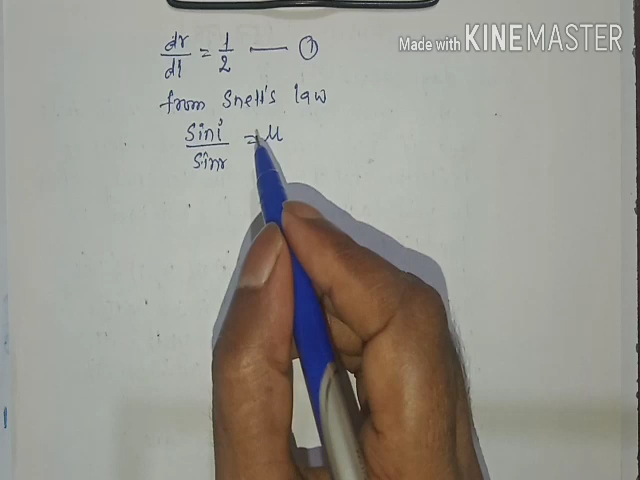 dr/di = 1/2 — ①
from Snell's law
sini/sinr = μ
Made with KINEMASTER